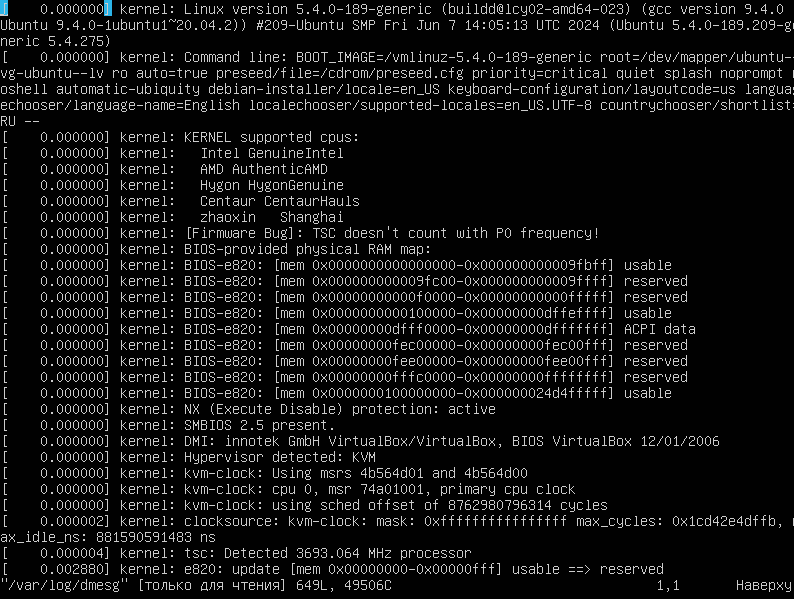 [    0.000000] kernel: Linux version 5.4.0-189-generic (buildd@lcy02-amd64-023) (gcc version 9.4.0 (
Ubuntu 9.4.0-1ubuntu1~20.04.2)) #209-Ubuntu SMP Fri Jun 7 14:05:13 UTC 2024 (Ubuntu 5.4.0-189.209-ge
neric 5.4.275)
[    0.000000] kernel: Command line: BOOT_IMAGE=/vmlinuz-5.4.0-189-generic root=/dev/mapper/ubuntu--
vg-ubuntu--lv ro auto=true preseed/file=/cdrom/preseed.cfg priority=critical quiet splash noprompt n
oshell automatic-ubiquity debian-installer/locale=en_US keyboard-configuration/layoutcode=us languag
echooser/language-name=English localechooser/supported-locales=en_US.UTF-8 countrychooser/shortlist=
RU --
[    0.000000] kernel: KERNEL supported cpus:
[    0.000000] kernel:   Intel GenuineIntel
[    0.000000] kernel:   AMD AuthenticAMD
[    0.000000] kernel:   Hygon HygonGenuine
[    0.000000] kernel:   Centaur CentaurHauls
[    0.000000] kernel:   zhaoxin   Shanghai
[    0.000000] kernel: [Firmware Bug]: TSC doesn't count with P0 frequency!
[    0.000000] kernel: BIOS-provided physical RAM map:
[    0.000000] kernel: BIOS-e820: [mem 0x0000000000000000-0x000000000009fbff] usable
[    0.000000] kernel: BIOS-e820: [mem 0x000000000009fc00-0x000000000009ffff] reserved
[    0.000000] kernel: BIOS-e820: [mem 0x00000000000f0000-0x00000000000fffff] reserved
[    0.000000] kernel: BIOS-e820: [mem 0x0000000000100000-0x00000000dffeffff] usable
[    0.000000] kernel: BIOS-e820: [mem 0x00000000dfff0000-0x00000000dfffffff] ACPI data
[    0.000000] kernel: BIOS-e820: [mem 0x00000000fec00000-0x00000000fec00fff] reserved
[    0.000000] kernel: BIOS-e820: [mem 0x00000000fee00000-0x00000000fee00fff] reserved
[    0.000000] kernel: BIOS-e820: [mem 0x00000000fffc0000-0x00000000ffffffff] reserved
[    0.000000] kernel: BIOS-e820: [mem 0x0000000100000000-0x000000024d4fffff] usable
[    0.000000] kernel: NX (Execute Disable) protection: active
[    0.000000] kernel: SMBIOS 2.5 present.
[    0.000000] kernel: DMI: innotek GmbH VirtualBox/VirtualBox, BIOS VirtualBox 12/01/2006
[    0.000000] kernel: Hypervisor detected: KVM
[    0.000000] kernel: kvm-clock: Using msrs 4b564d01 and 4b564d00
[    0.000000] kernel: kvm-clock: cpu 0, msr 74a01001, primary cpu clock
[    0.000000] kernel: kvm-clock: using sched offset of 8762980796314 cycles
[    0.000002] kernel: clocksource: kvm-clock: mask: 0xffffffffffffffff max_cycles: 0x1cd42e4dffb, m
ax_idle_ns: 881590591483 ns
[    0.000004] kernel: tsc: Detected 3693.064 MHz processor
[    0.002880] kernel: e820: update [mem 0x00000000-0x00000fff] usable ==> reserved
"/var/log/dmesg" [только для чтения] 649L, 49506C    1,1    Наверху